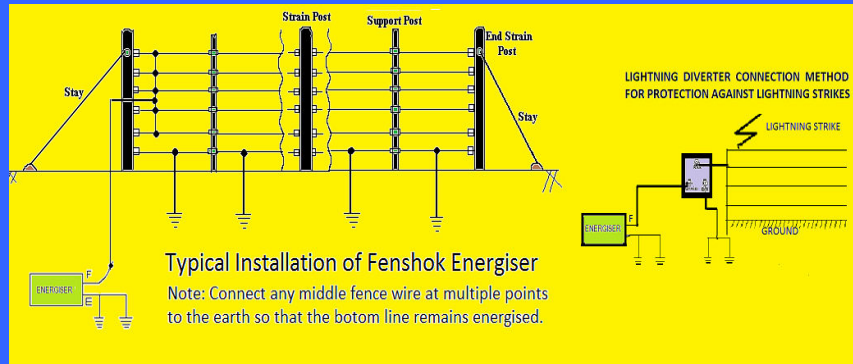 Strain Post
Support Post
End Strain
Post
Stay
Stay
F
ENERGISER
E
Typical Installation of Fenshok Energiser
Note: Connect any middle fence wire at multiple points
to the earth so that the botom line remains energised.
LIGHTNING DIVERTER CONNECTION METHOD
FOR PROTECTION AGAINST LIGHTNING STRIKES
LIGHTNING STRIKE
F
ENERGISER
GROUND